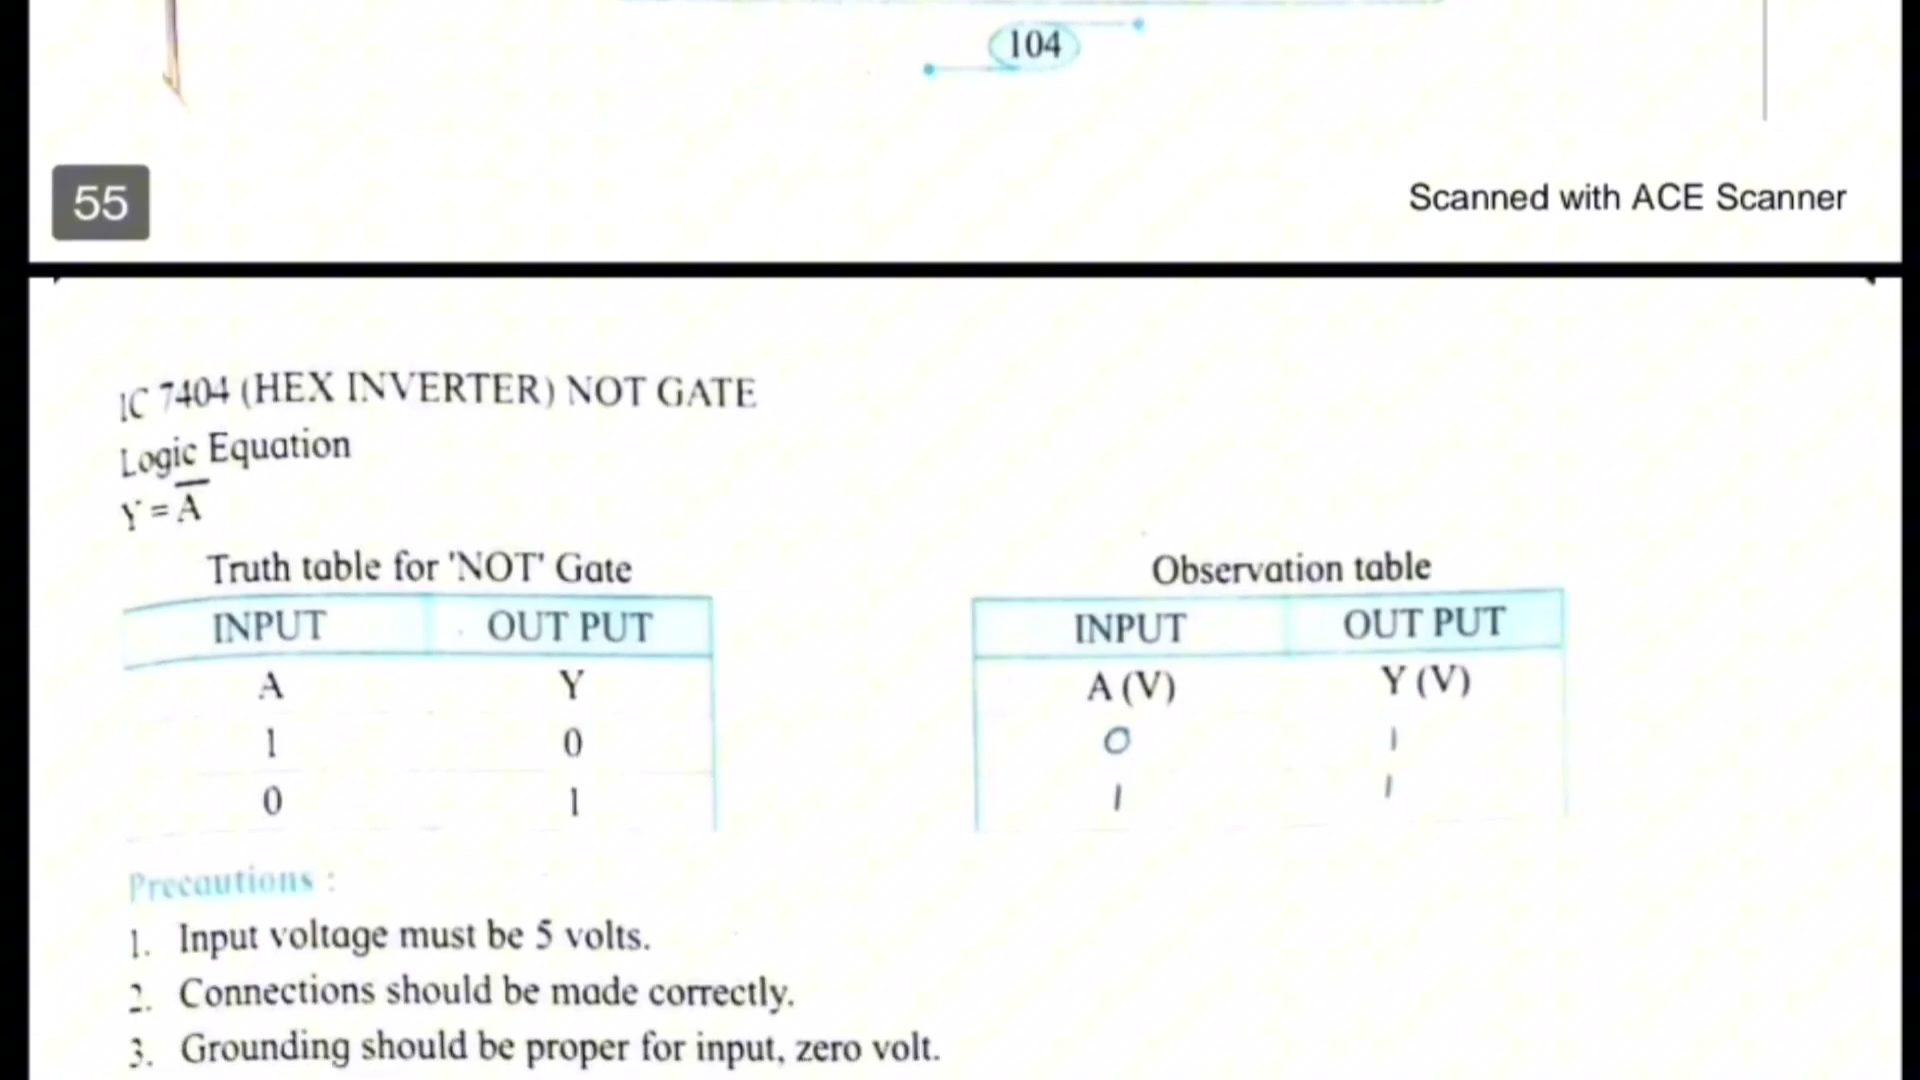 104
55
Scanned with ACE Scanner
IC 7404 (HEX INVERTER) NOT GATE
Logic Equation
Y = A̅
Truth table for 'NOT' Gate
INPUT OUT PUT
A Y
1 0
0 1
Observation table
INPUT OUT PUT
A (V) Y (V)
0 1
1 1
Precautions :
1. Input voltage must be 5 volts.
2. Connections should be made correctly.
3. Grounding should be proper for input, zero volt.